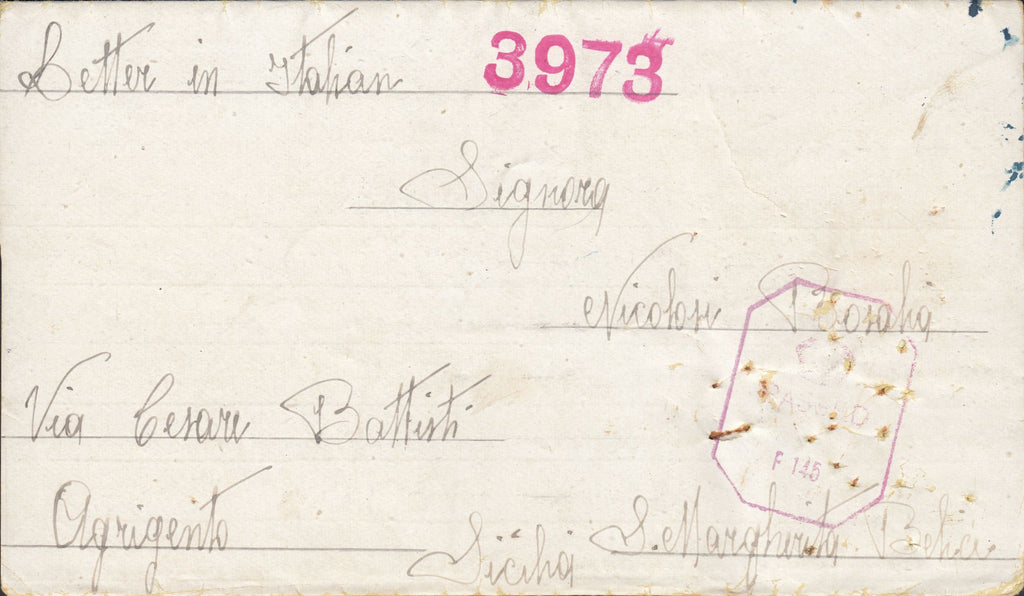 Letter in Italian 3973
Signora
Nicolosi Rosalia
PASSED
F 145
Via Cesare Battisti
Agrigento Sicilia S. Margherita Belice